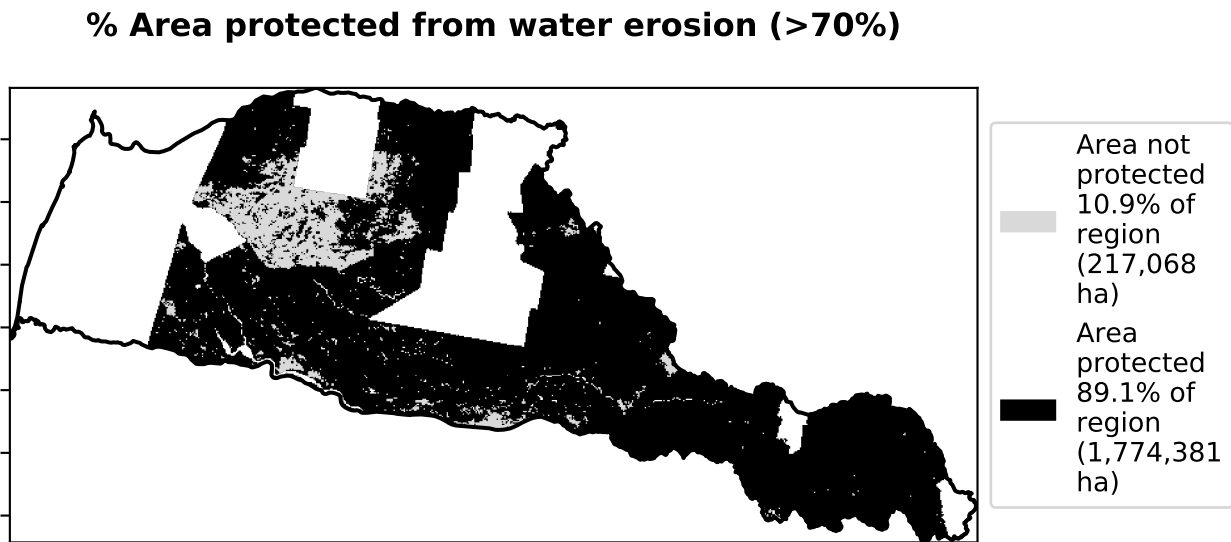 % Area protected from water erosion (>70%)
Area not
protected
10.9% of
region
(217,068
ha)
Area
protected
89.1% of
region
(1,774,381
ha)